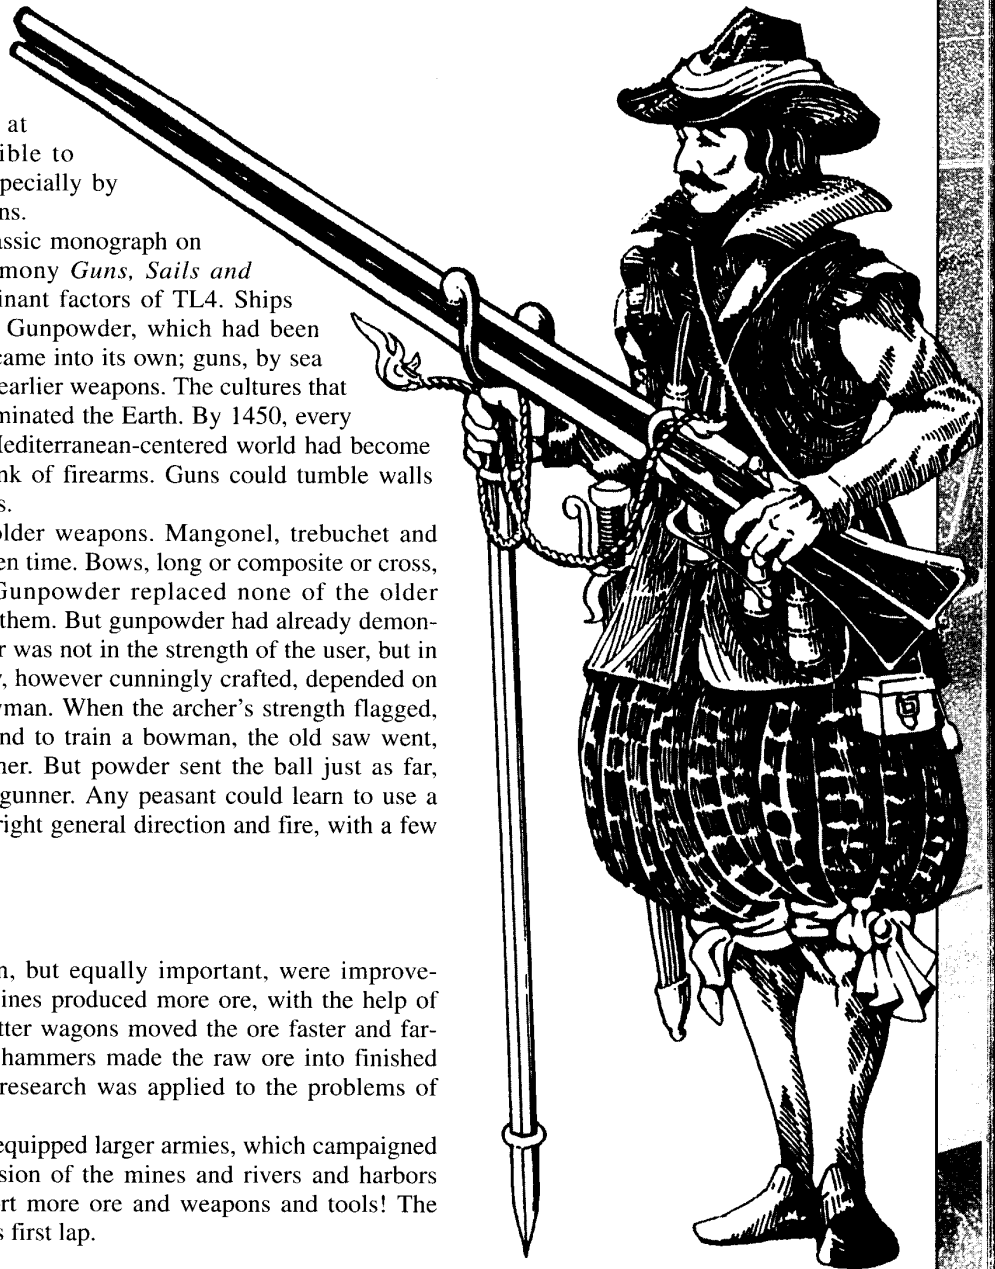 at
ible to
pecially by
ns.
assic monograph on
mony Guns, Sails and
inant factors of TL4. Ships
Gunpowder, which had been
came into its own; guns, by sea
earlier weapons. The cultures that
minated the Earth. By 1450, every
Mediterranean-centered world had become
nk of firearms. Guns could tumble walls
s.
older weapons. Mangonel, trebuchet and
en time. Bows, long or composite or cross,
Gunpowder replaced none of the older
them. But gunpowder had already demon-
r was not in the strength of the user, but in
, however cunningly crafted, depended on
wman. When the archer's strength flagged,
nd to train a bowman, the old saw went,
her. But powder sent the ball just as far,
gunner. Any peasant could learn to use a
right general direction and fire, with a few
n, but equally important, were improve-
ines produced more ore, with the help of
tter wagons moved the ore faster and far-
hammers made the raw ore into finished
research was applied to the problems of
equipped larger armies, which campaigned
sion of the mines and rivers and harbors
rt more ore and weapons and tools! The
s first lap.